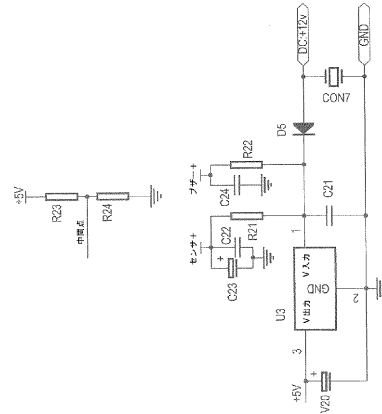 DC:+12v
GND
CON7
D5
ブザー+
R22
C24
センサ+
R21
C22
C23
+
C21
1
V入力
GND
V出力
U3
2
3
+5V
+
V20
+5V
R23
R24
中間点